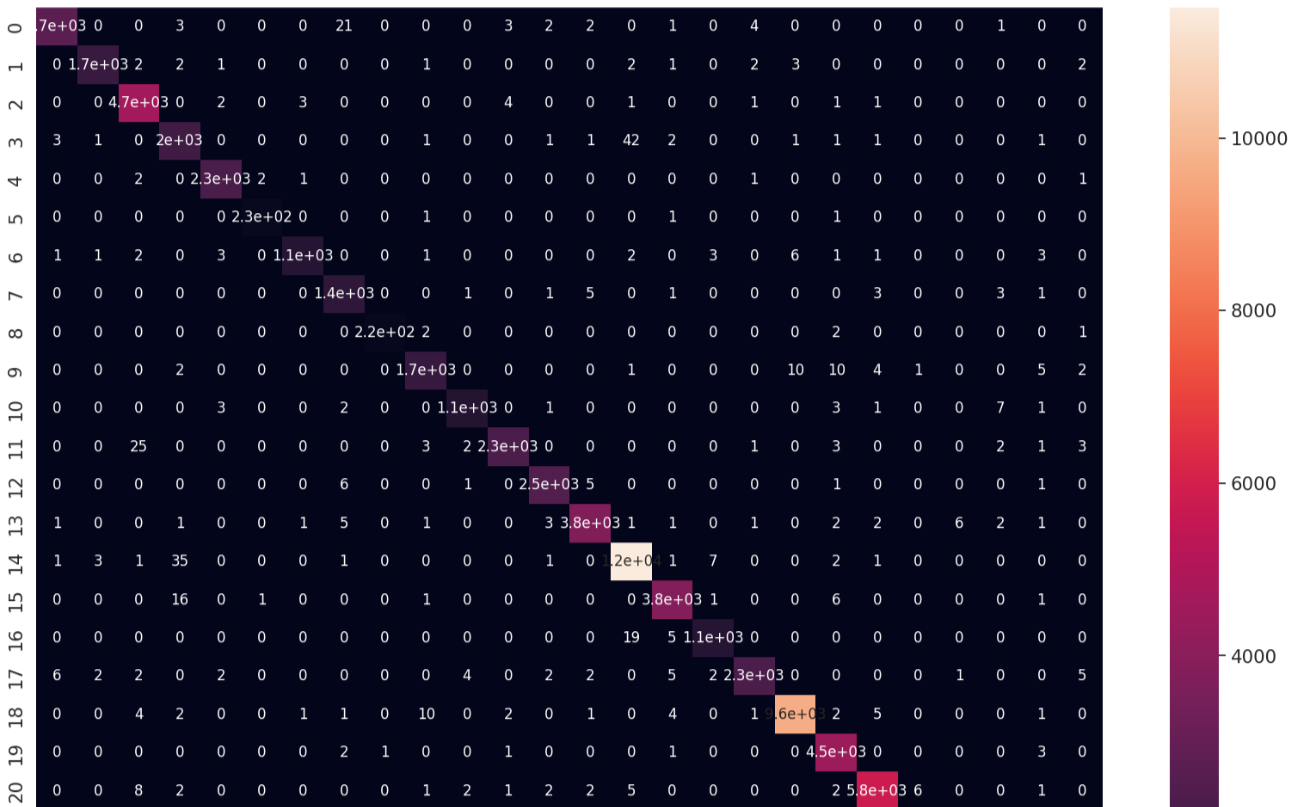 0 .7e+03 0 0 3 0 0 0 21 0 0 0 3 2 2 0 1 0 4 0 0 0 0 0 1 0 0
1 0 1.7e+03 2 2 1 0 0 0 0 1 0 0 0 0 2 1 0 2 3 0 0 0 0 0 0 2
2 0 0 4.7e+03 0 2 0 3 0 0 0 0 4 0 0 1 0 0 1 0 1 1 0 0 0 0 0
3 3 1 0 2e+03 0 0 0 0 0 1 0 0 1 1 42 2 0 0 1 1 1 0 0 0 1 0
4 0 0 2 0 2.3e+03 2 1 0 0 0 0 0 0 0 0 0 0 1 0 0 0 0 0 0 0 1
5 0 0 0 0 0 2.3e+02 0 0 0 1 0 0 0 0 0 1 0 0 0 1 0 0 0 0 0 0
6 1 1 2 0 3 0 1.1e+03 0 0 1 0 0 0 0 2 0 3 0 6 1 1 0 0 0 3 0
7 0 0 0 0 0 0 0 1.4e+03 0 0 1 0 1 5 0 1 0 0 0 0 3 0 0 3 1 0
8 0 0 0 0 0 0 0 0 2.2e+02 2 0 0 0 0 0 0 0 0 0 2 0 0 0 0 0 1
9 0 0 0 2 0 0 0 0 0 1.7e+03 0 0 0 0 1 0 0 0 10 10 4 1 0 0 5 2
10 0 0 0 0 3 0 0 2 0 0 1.1e+03 0 1 0 0 0 0 0 0 3 1 0 0 7 1 0
11 0 0 25 0 0 0 0 0 0 3 2 2.3e+03 0 0 0 0 0 1 0 3 0 0 0 2 1 3
12 0 0 0 0 0 0 0 6 0 0 1 0 2.5e+03 5 0 0 0 0 0 1 0 0 0 0 1 0
13 1 0 0 1 0 0 1 5 0 1 0 0 3 3.8e+03 1 1 0 1 0 2 2 0 6 2 1 0
14 1 3 1 35 0 0 0 1 0 0 0 0 1 0 .2e+04 1 7 0 0 2 1 0 0 0 0 0
15 0 0 0 16 0 1 0 0 0 1 0 0 0 0 0 3.8e+03 1 0 0 6 0 0 0 0 1 0
16 0 0 0 0 0 0 0 0 0 0 0 0 0 0 19 5 1.1e+03 0 0 0 0 0 0 0 0 0
17 6 2 2 0 2 0 0 0 0 0 4 0 2 2 0 5 2 2.3e+03 0 0 0 0 1 0 0 5
18 0 0 4 2 0 0 1 1 0 10 0 2 0 1 0 4 0 1 9.6e+03 2 5 0 0 0 1 0
19 0 0 0 0 0 0 0 2 1 0 0 1 0 0 0 1 0 0 0 4.5e+03 0 0 0 0 3 0
20 0 0 8 2 0 0 0 0 0 1 2 1 2 2 5 0 0 0 0 2 5.8e+03 6 0 0 1 0
10000
8000
6000
4000